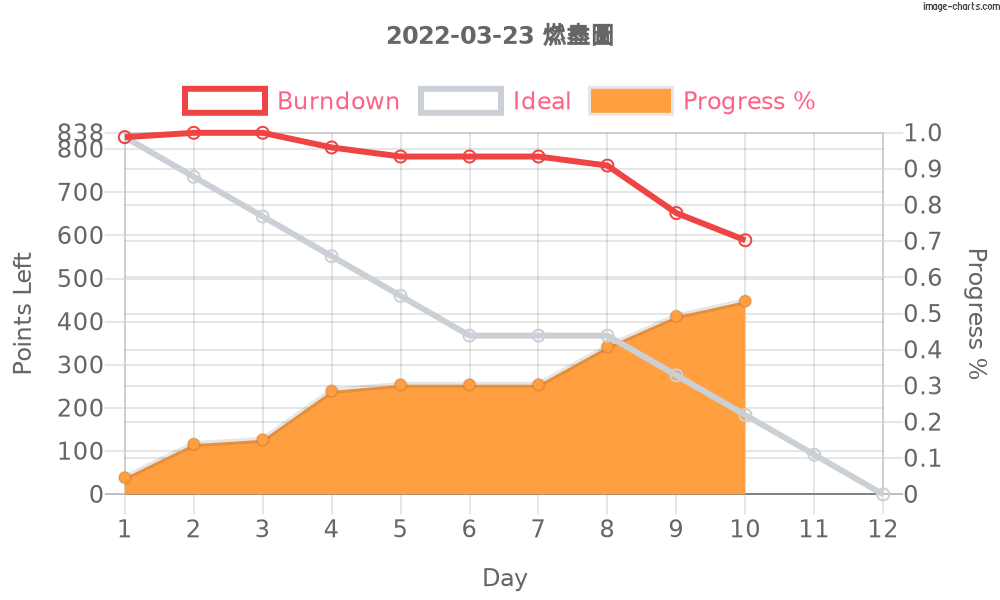 image-charts.com
2022-03-23 燃盡圖
Burndown Ideal Progress %
838 1.0
800 0.9
700 0.8
600 0.7
500 0.6
400 0.5
300 0.4
200 0.3
100 0.2
0 0.1
0
Points Left
Progress %
1 2 3 4 5 6 7 8 9 10 11 12
Day